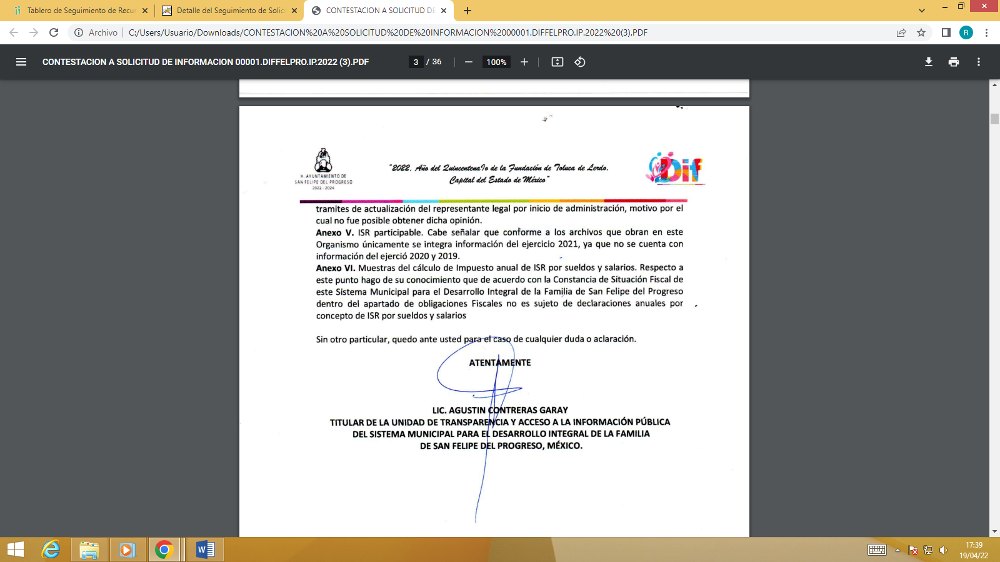 Tablero de Seguimiento de Recur
Detalle del Seguimiento de Solici
CONTESTACION A SOLICITUD DE
Archivo
C:/Users/Usuario/Downloads/CONTESTACION%20A%20SOLICITUD%20DE%20INFORMACION%2000001.DIFFELPRO.IP.2022%20(3).PDF
R
CONTESTACION A SOLICITUD DE INFORMACION 00001.DIFFELPRO.IP.2022 (3).PDF
3 / 36
100%
H. AYUNTAMIENTO DE
SAN FELIPE DEL PROGRESO
2022 - 2024
"2022. Año del Quincentenalo de la Fundación de Toluca de Lerdo,
Capital del Estado de México"
Dif
tramites de actualización del representante legal por inicio de administración, motivo por el
cual no fue posible obtener dicha opinión.
Anexo V. ISR participable. Cabe señalar que conforme a los archivos que obran en este
Organismo únicamente se integra información del ejercicio 2021, ya que no se cuenta con
información del ejerció 2020 y 2019.
Anexo VI. Muestras del cálculo de Impuesto anual de ISR por sueldos y salarios. Respecto a
este punto hago de su conocimiento que de acuerdo con la Constancia de Situación Fiscal de
este Sistema Municipal para el Desarrollo Integral de la Familia de San Felipe del Progreso
dentro del apartado de obligaciones Fiscales no es sujeto de declaraciones anuales por
concepto de ISR por sueldos y salarios
Sin otro particular, quedo ante usted para el caso de cualquier duda o aclaración.
ATENTAMENTE
LIC. AGUSTIN CONTRERAS GARAY
TITULAR DE LA UNIDAD DE TRANSPARENCIA Y ACCESO A LA INFORMACIÓN PÚBLICA
DEL SISTEMA MUNICIPAL PARA EL DESARROLLO INTEGRAL DE LA FAMILIA
DE SAN FELIPE DEL PROGRESO, MÉXICO.
17:39
19/04/22